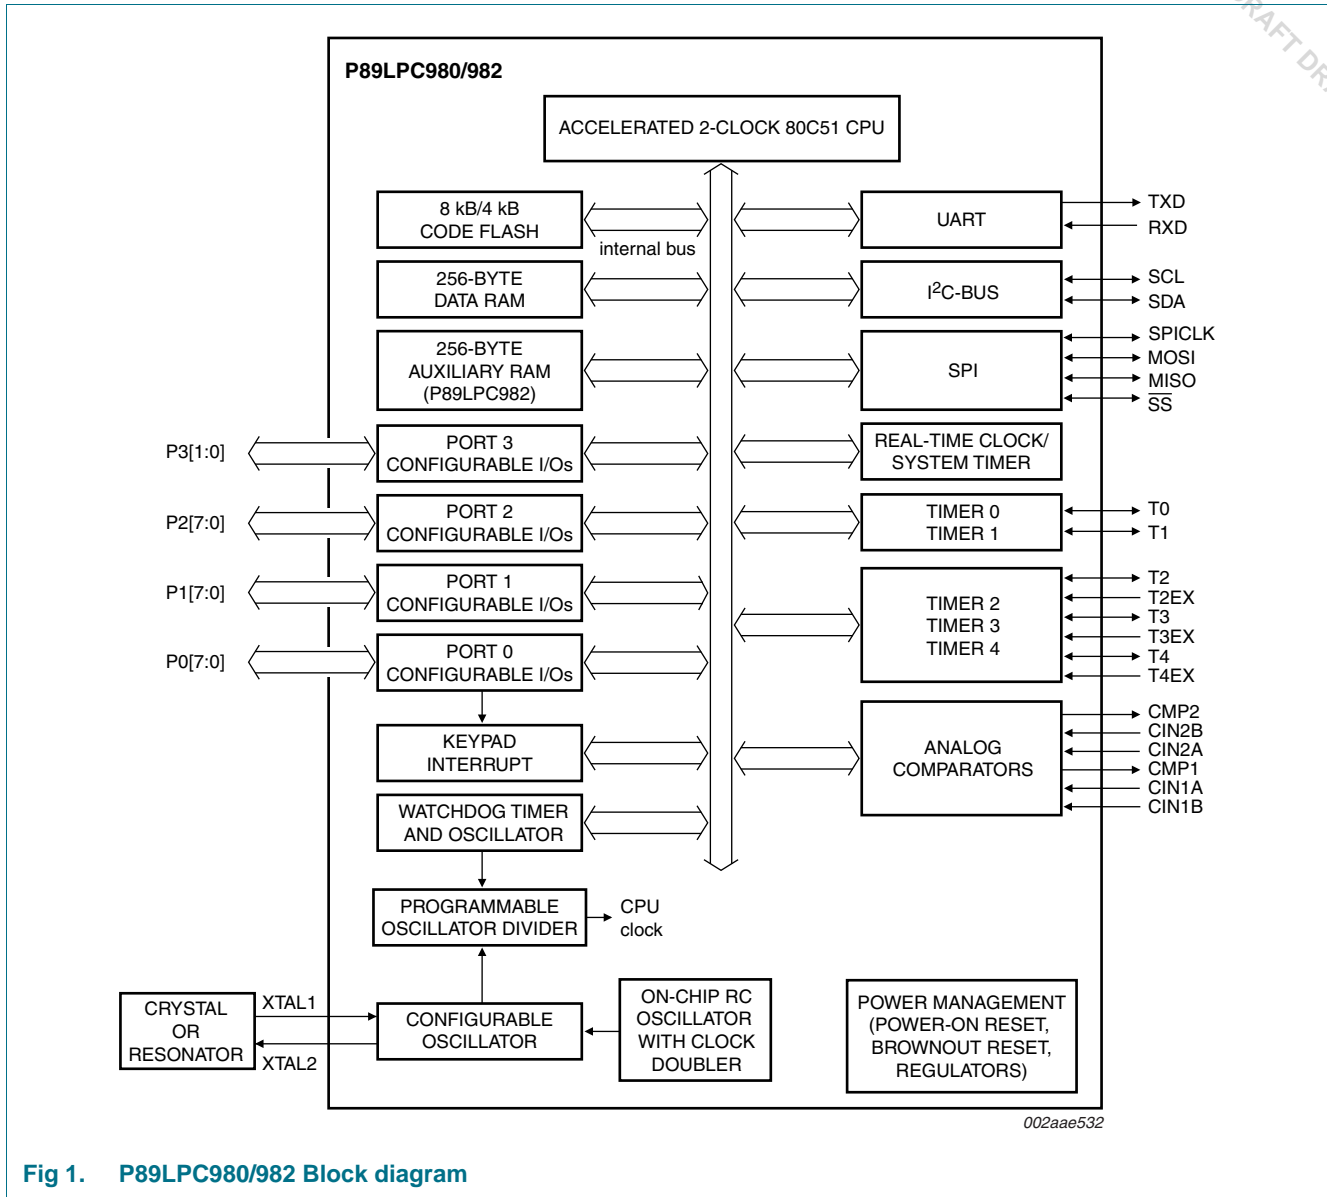 DRAFT DRA
P89LPC980/982
ACCELERATED 2-CLOCK 80C51 CPU
8 kB/4 kB
CODE FLASH
internal bus
UART
TXD
RXD
256-BYTE
DATA RAM
I²C-BUS
SCL
SDA
256-BYTE
AUXILIARY RAM
(P89LPC982)
SPI
SPICLK
MOSI
MISO
S̅S̅
P3[1:0]
PORT 3
CONFIGURABLE I/Os
REAL-TIME CLOCK/
SYSTEM TIMER
P2[7:0]
PORT 2
CONFIGURABLE I/Os
TIMER 0
TIMER 1
T0
T1
P1[7:0]
PORT 1
CONFIGURABLE I/Os
TIMER 2
TIMER 3
TIMER 4
T2
T2EX
T3
T3EX
T4
T4EX
P0[7:0]
PORT 0
CONFIGURABLE I/Os
KEYPAD
INTERRUPT
ANALOG
COMPARATORS
CMP2
CIN2B
CIN2A
CMP1
CIN1A
CIN1B
WATCHDOG TIMER
AND OSCILLATOR
PROGRAMMABLE
OSCILLATOR DIVIDER
CPU
clock
CRYSTAL
OR
RESONATOR
XTAL1
XTAL2
CONFIGURABLE
OSCILLATOR
ON-CHIP RC
OSCILLATOR
WITH CLOCK
DOUBLER
POWER MANAGEMENT
(POWER-ON RESET,
BROWNOUT RESET,
REGULATORS)
002aae532
Fig 1. P89LPC980/982 Block diagram